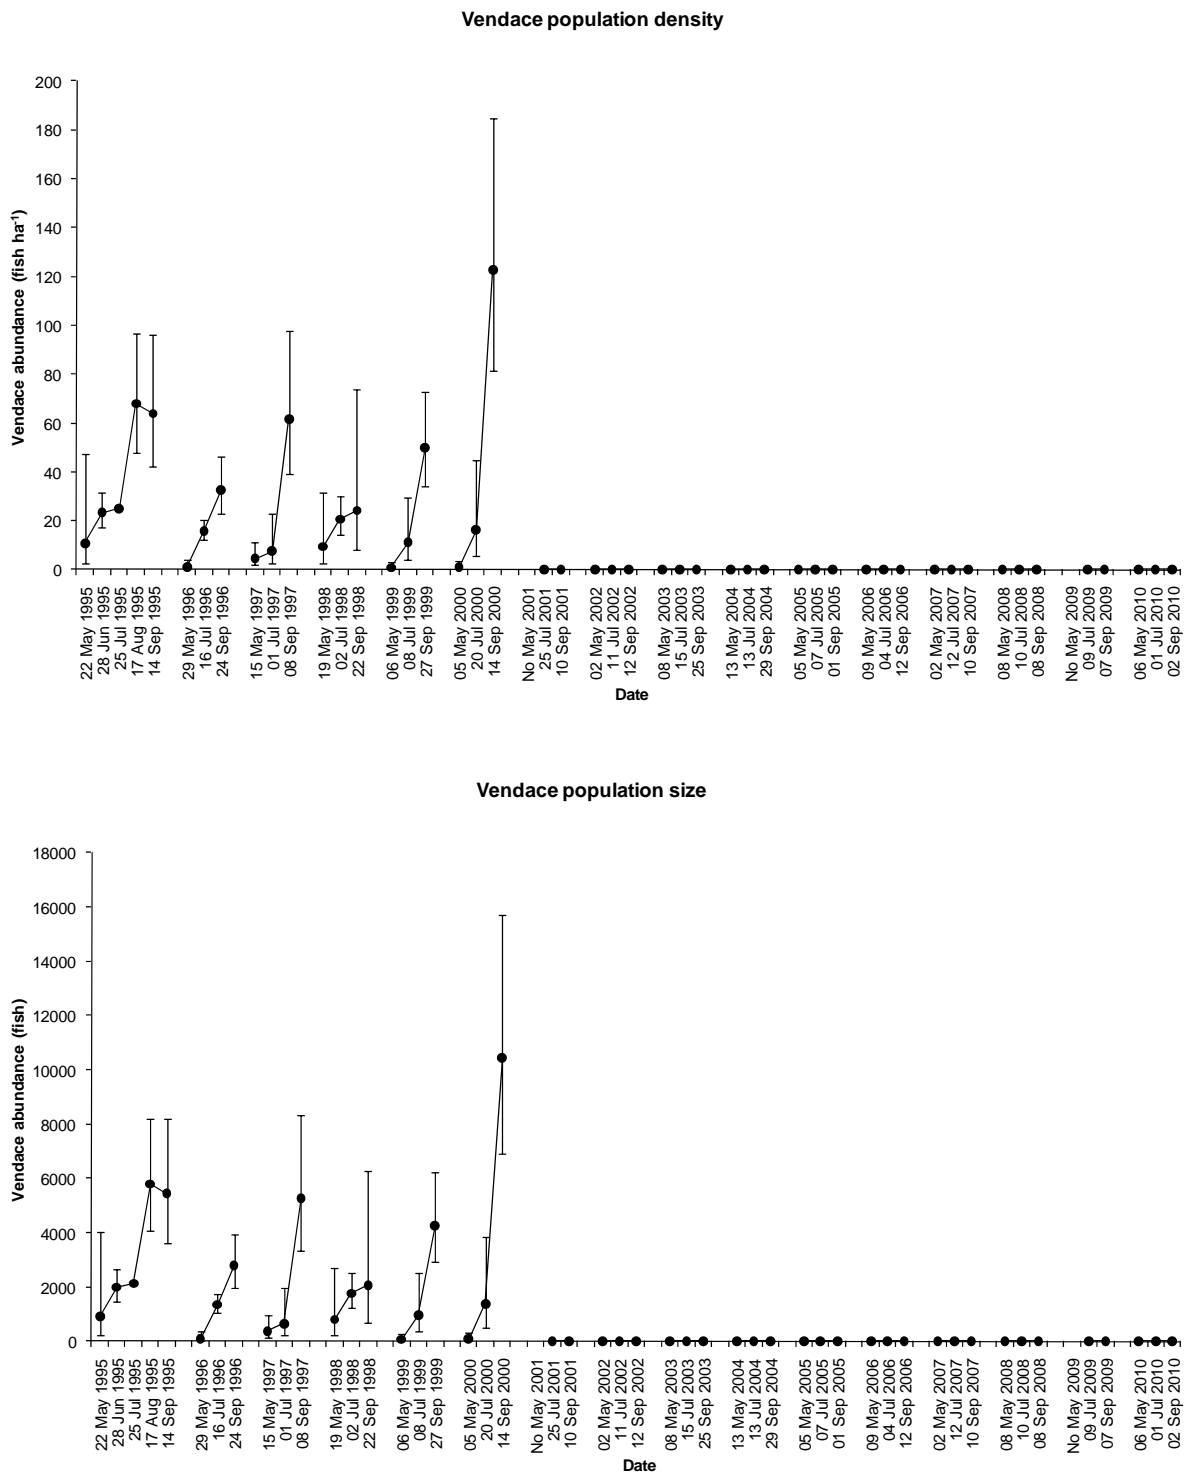 Vendace population density
200
180
160
140
120
100
80
60
40
20
0
Vendace abundance (fish ha-1)
22 May 1995
28 Jun 1995
25 Jul 1995
17 Aug 1995
14 Sep 1995
29 May 1996
16 Jul 1996
24 Sep 1996
15 May 1997
01 Jul 1997
08 Sep 1997
19 May 1998
02 Jul 1998
22 Sep 1998
06 May 1999
08 Jul 1999
27 Sep 1999
05 May 2000
20 Jul 2000
14 Sep 2000
No May 2001
25 Jul 2001
10 Sep 2001
02 May 2002
11 Jul 2002
12 Sep 2002
08 May 2003
15 Jul 2003
25 Sep 2003
13 May 2004
13 Jul 2004
29 Sep 2004
05 May 2005
07 Jul 2005
01 Sep 2005
09 May 2006
04 Jul 2006
12 Sep 2006
02 May 2007
12 Jul 2007
10 Sep 2007
08 May 2008
10 Jul 2008
08 Sep 2008
No May 2009
09 Jul 2009
07 Sep 2009
06 May 2010
01 Jul 2010
02 Sep 2010
Date
Vendace population size
18000
16000
14000
12000
10000
8000
6000
4000
2000
0
Vendace abundance (fish)
22 May 1995
28 Jun 1995
25 Jul 1995
17 Aug 1995
14 Sep 1995
29 May 1996
16 Jul 1996
24 Sep 1996
15 May 1997
01 Jul 1997
08 Sep 1997
19 May 1998
02 Jul 1998
22 Sep 1998
06 May 1999
08 Jul 1999
27 Sep 1999
05 May 2000
20 Jul 2000
14 Sep 2000
No May 2001
25 Jul 2001
10 Sep 2001
02 May 2002
11 Jul 2002
12 Sep 2002
08 May 2003
15 Jul 2003
25 Sep 2003
13 May 2004
13 Jul 2004
29 Sep 2004
05 May 2005
07 Jul 2005
01 Sep 2005
09 May 2006
04 Jul 2006
12 Sep 2006
02 May 2007
12 Jul 2007
10 Sep 2007
08 May 2008
10 Jul 2008
08 Sep 2008
No May 2009
09 Jul 2009
07 Sep 2009
06 May 2010
01 Jul 2010
02 Sep 2010
Date